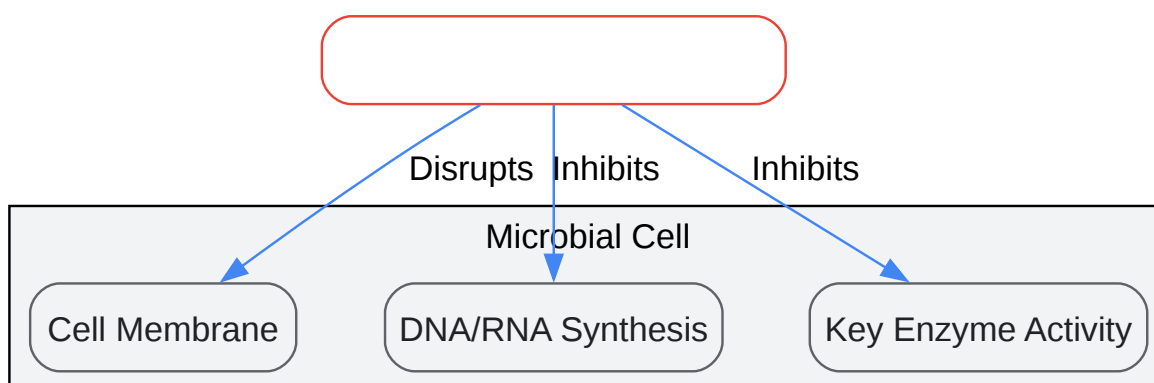 Disrupts
Inhibits
Inhibits
Microbial Cell
Cell Membrane
DNA/RNA Synthesis
Key Enzyme Activity